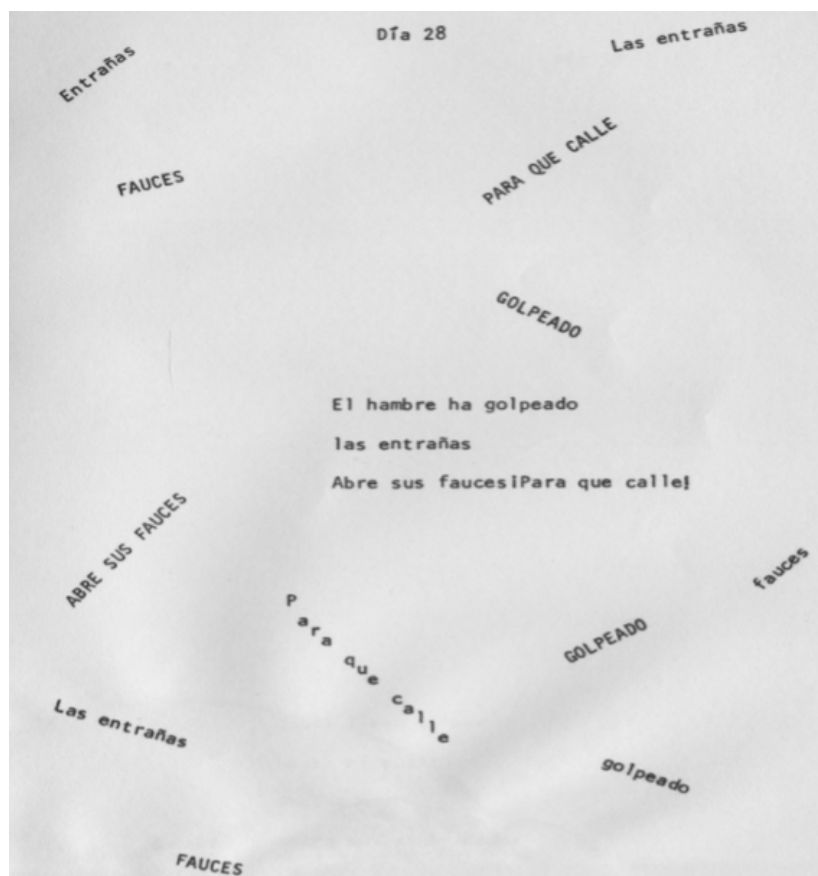 Día 28
Las entrañas
Entrañas
PARA QUE CALLE
FAUCES
GOLPEADO
El hambre ha golpeado
las entrañas
Abre sus fauces¡Para que calle!
ABRE SUS FAUCES
fauces
Para que calle
GOLPEADO
Las entrañas
golpeado
FAUCES